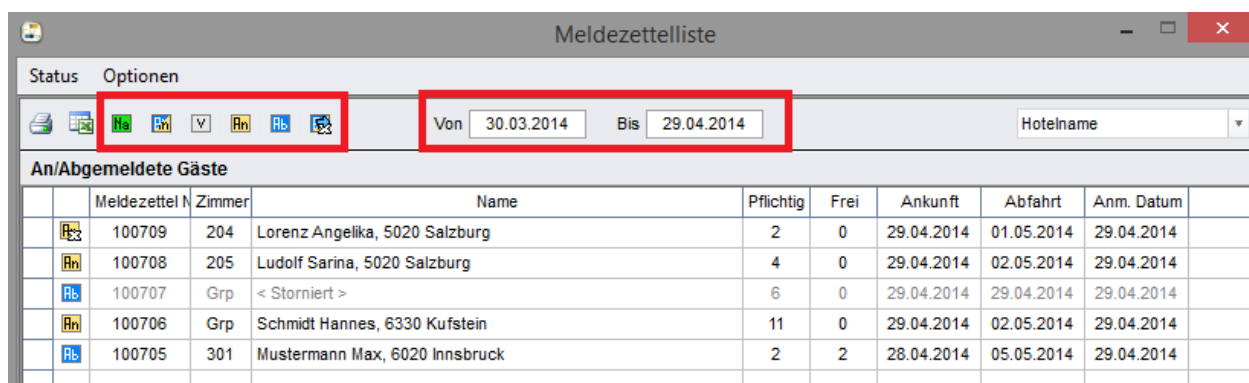 Meldezettelliste
Status Optionen
Na An V An Ab Von 30.03.2014 Bis 29.04.2014 Hotelname
An/Abgemeldete Gäste
Meldezettel N Zimmer Name Pflichtig Frei Ankunft Abfahrt Anm. Datum
100709 204 Lorenz Angelika, 5020 Salzburg 2 0 29.04.2014 01.05.2014 29.04.2014
An 100708 205 Ludolf Sarina, 5020 Salzburg 4 0 29.04.2014 02.05.2014 29.04.2014
Ab 100707 Grp < Storniert > 6 0 29.04.2014 29.04.2014 29.04.2014
An 100706 Grp Schmidt Hannes, 6330 Kufstein 11 0 29.04.2014 02.05.2014 29.04.2014
Ab 100705 301 Mustermann Max, 6020 Innsbruck 2 2 28.04.2014 05.05.2014 29.04.2014